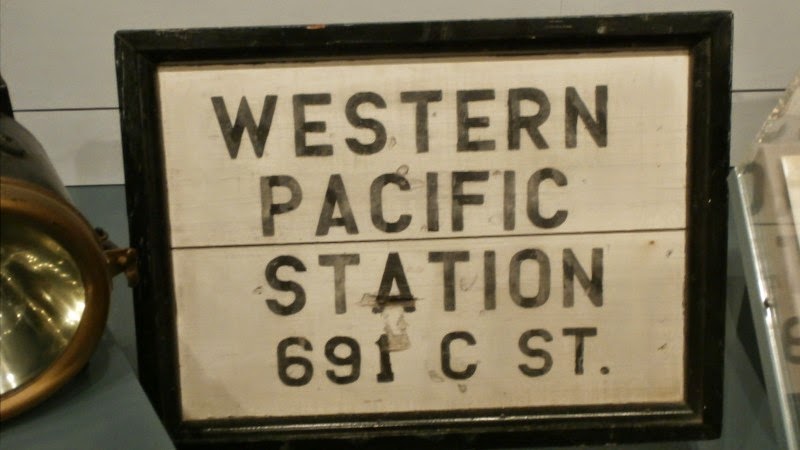 WESTERN
PACIFIC
STATION
691 C ST.